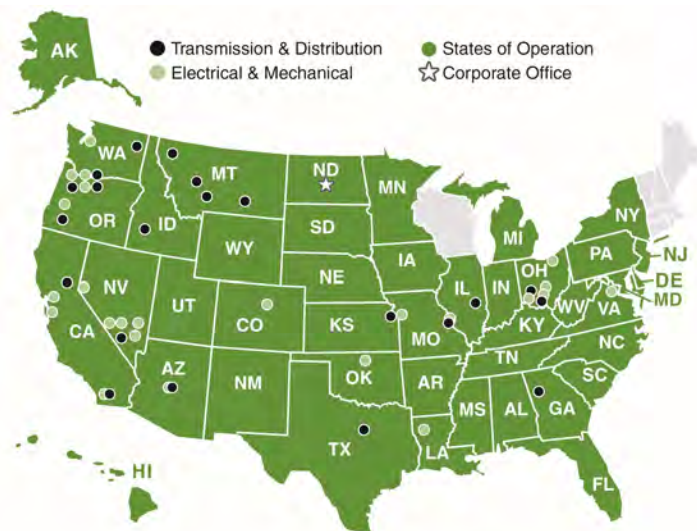 AK
Transmission & Distribution
States of Operation
Electrical & Mechanical
Corporate Office
WA
MT
ND
MN
OR
ID
SD
WY
MI
NY
IA
PA
NJ
NE
OH
NV
IL
IN
DE
UT
MD
WV
VA
CO
CA
KS
MO
KY
NC
TN
AZ
OK
NM
AR
SC
MS
AL
GA
TX
LA
HI
FL